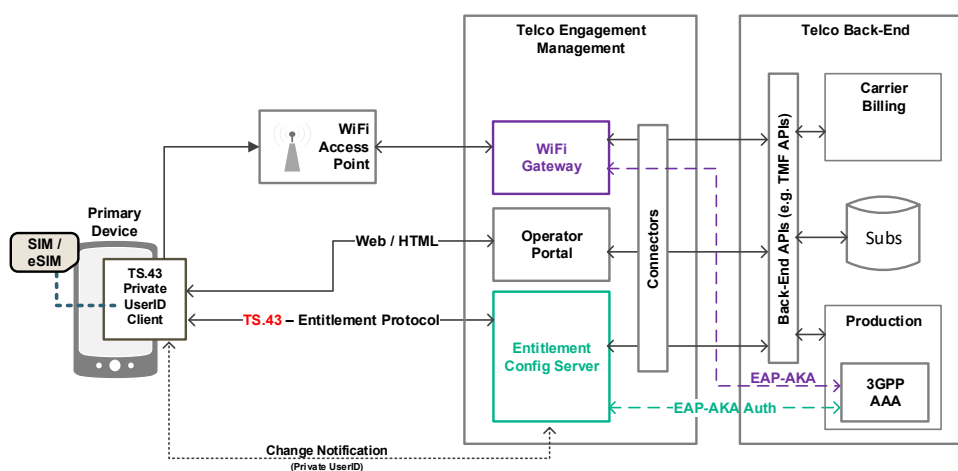 Telco Engagement
Management
Telco Back-End
WiFi
Access
Point
WiFi
Gateway
Connectors
Back-End APIs (e.g. TMF APIs)
Carrier
Billing
Primary
Device
SIM /
eSIM
TS.43
Private
UserID
Client
Web / HTML
Operator
Portal
Subs
TS.43 – Entitlement Protocol
Entitlement
Config Server
Production
EAP-AKA
3GPP
AAA
EAP-AKA Auth
Change Notification
(Private UserID)